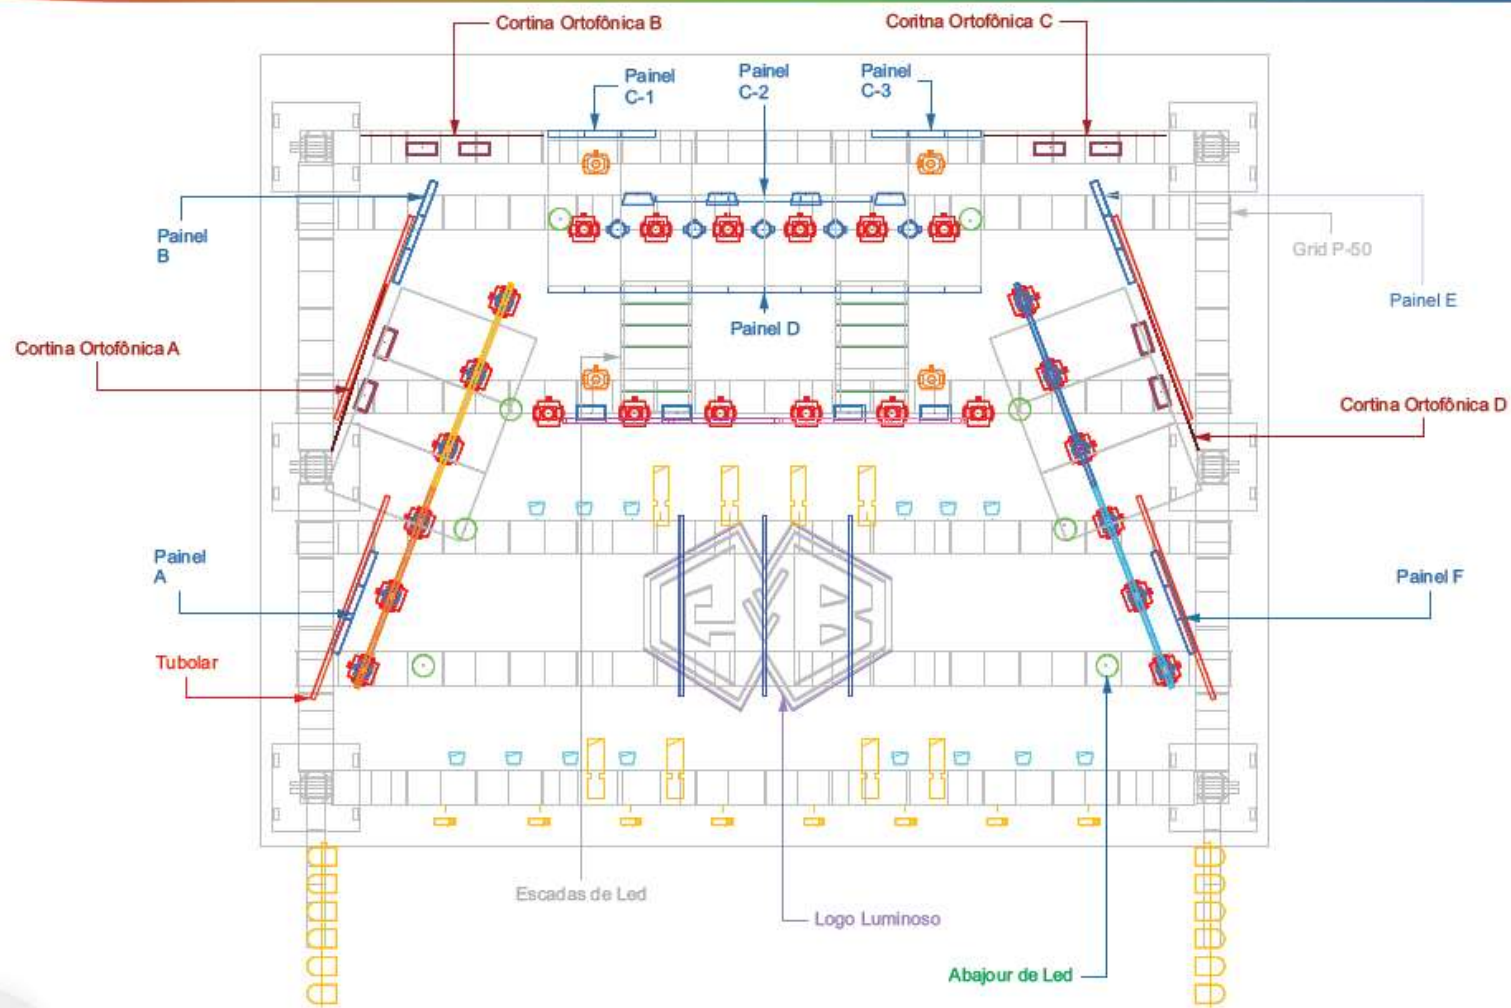 Cortina Ortofônica B
Coritna Ortofônica C
Painel
C-1
Painel
C-2
Painel
C-3
Painel
B
Grid P-50
Painel E
Painel D
Cortina Ortofônica A
Cortina Ortofônica D
Painel
A
Painel F
Tubolar
Escadas de Led
Logo Luminoso
Abajour de Led